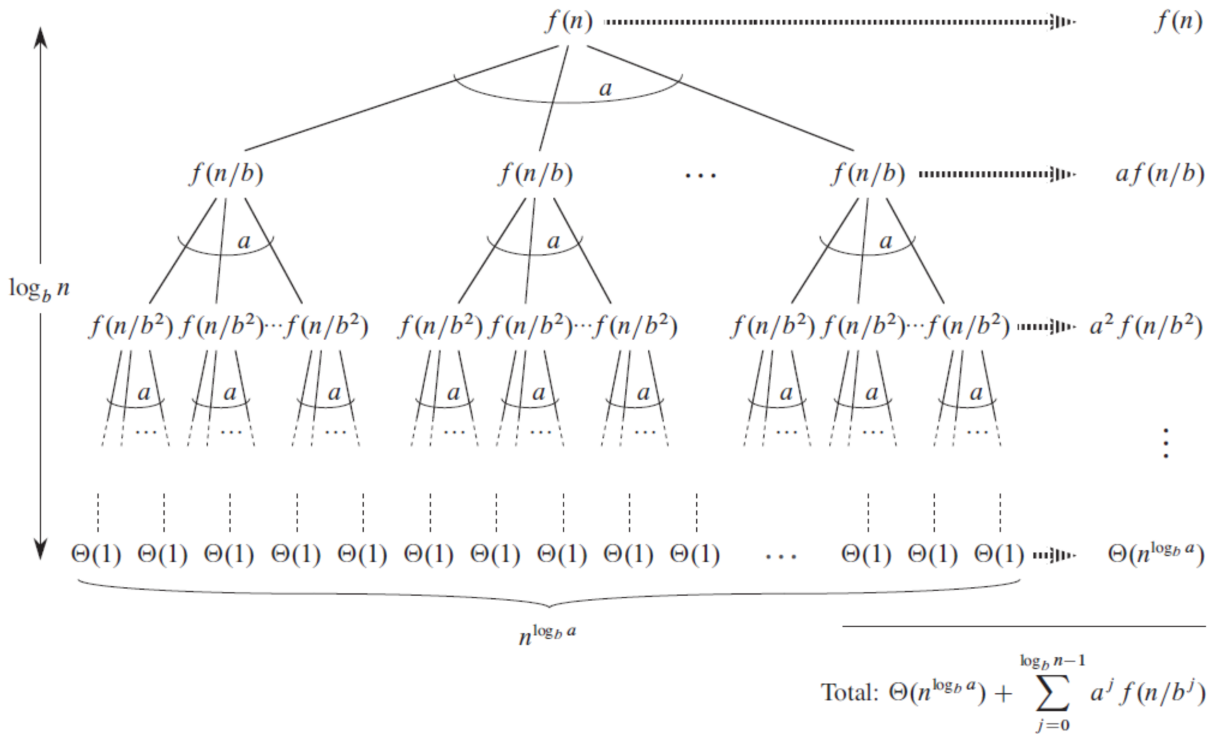 f(n) f(n)
a
f(n/b) f(n/b) ⋯ f(n/b) a f(n/b)
a a a
log_b n
f(n/b²) f(n/b²)⋯f(n/b²) f(n/b²) f(n/b²)⋯f(n/b²) f(n/b²) f(n/b²)⋯f(n/b²) a² f(n/b²)
a a a a a a a a a
⋯ ⋯ ⋯ ⋯ ⋯ ⋯ ⋯ ⋯ ⋯ ⋮
Θ(1) Θ(1) Θ(1) Θ(1) Θ(1) Θ(1) Θ(1) Θ(1) Θ(1) Θ(1) ⋯ Θ(1) Θ(1) Θ(1) Θ(n^{log_b a})
n^{log_b a}
Total: Θ(n^{log_b a}) + ∑_{j=0}^{log_b n−1} a^j f(n/b^j)